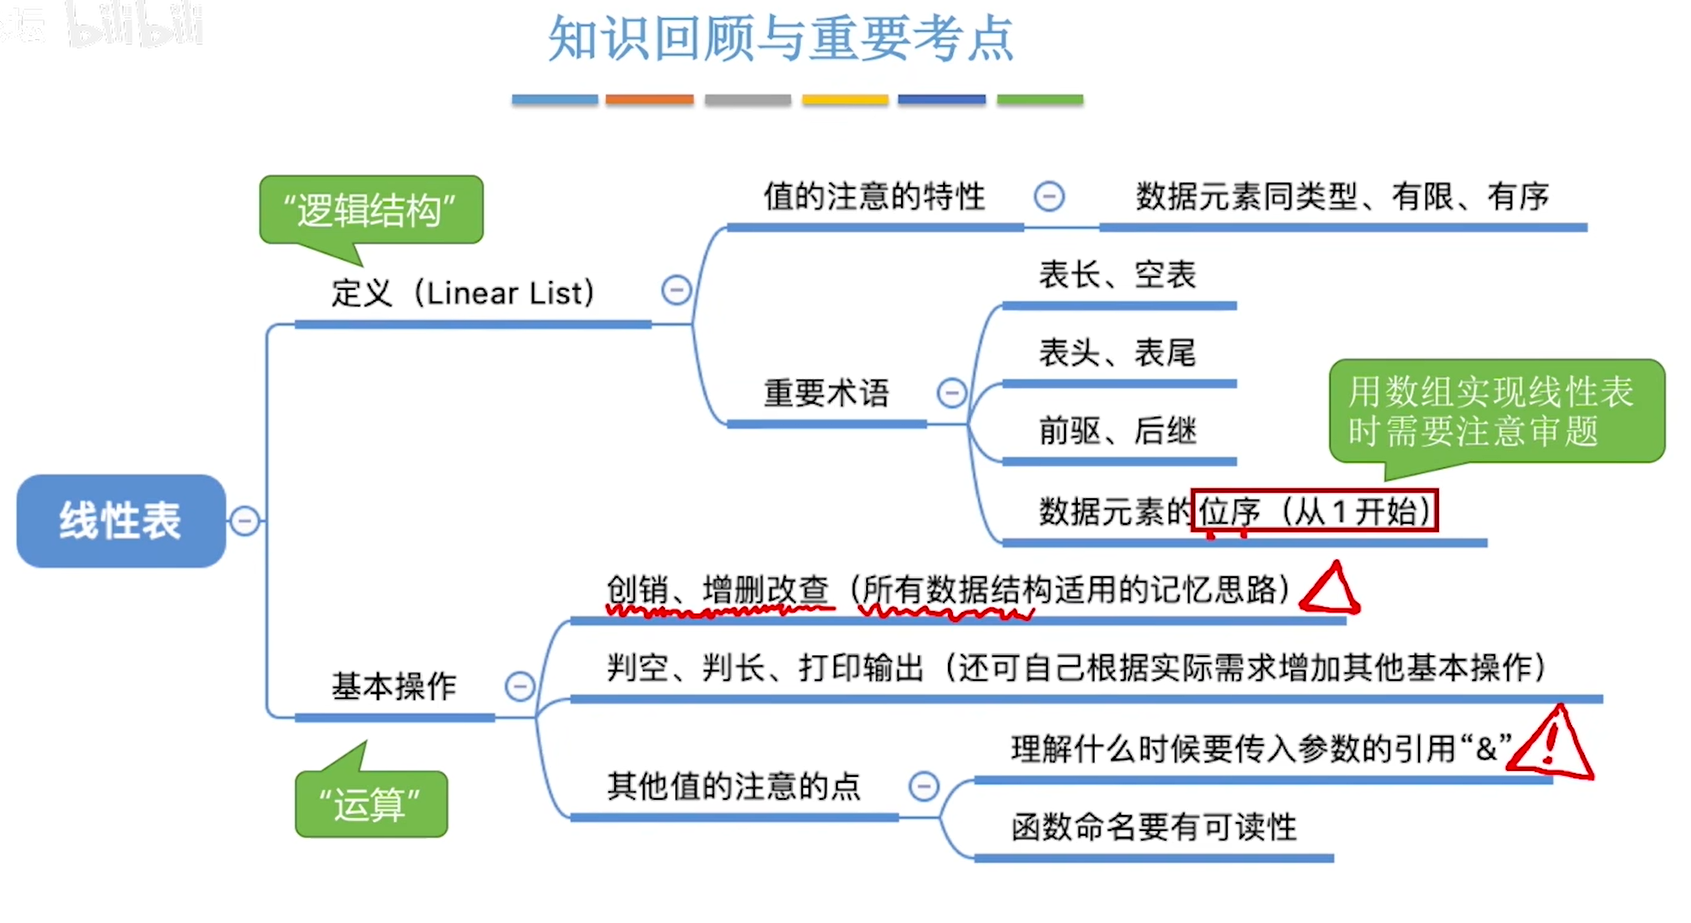 bilibili
知识回顾与重要考点
“逻辑结构”
值的注意的特性
数据元素同类型、有限、有序
定义（Linear List）
表长、空表
表头、表尾
重要术语
用数组实现线性表
时需要注意审题
前驱、后继
数据元素的位序（从1开始）
线性表
创销、增删改查（所有数据结构适用的记忆思路）
判空、判长、打印输出（还可自己根据实际需求增加其他基本操作）
基本操作
理解什么时候要传入参数的引用“&”
!
其他值的注意的点
“运算”
函数命名要有可读性